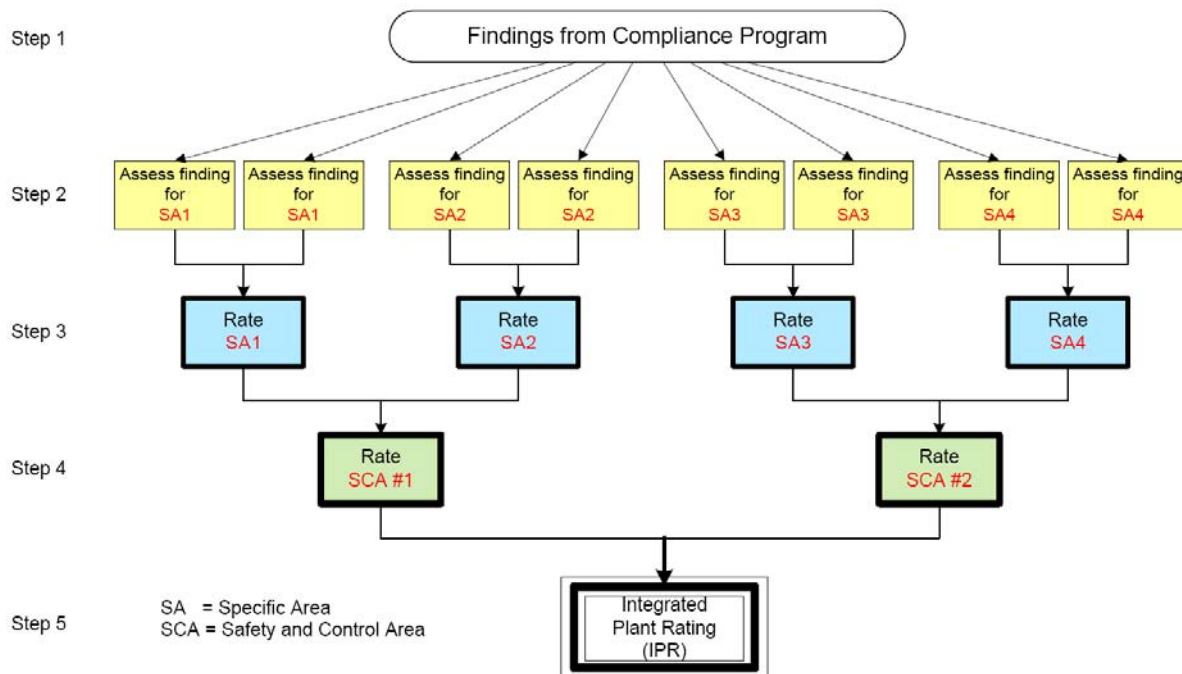 Step 1
Findings from Compliance Program
Step 2
Assess finding
for
SA1
Assess finding
for
SA1
Assess finding
for
SA2
Assess finding
for
SA2
Assess finding
for
SA3
Assess finding
for
SA3
Assess finding
for
SA4
Assess finding
for
SA4
Step 3
Rate
SA1
Rate
SA2
Rate
SA3
Rate
SA4
Step 4
Rate
SCA #1
Rate
SCA #2
Step 5
SA = Specific Area
SCA = Safety and Control Area
Integrated
Plant Rating
(IPR)